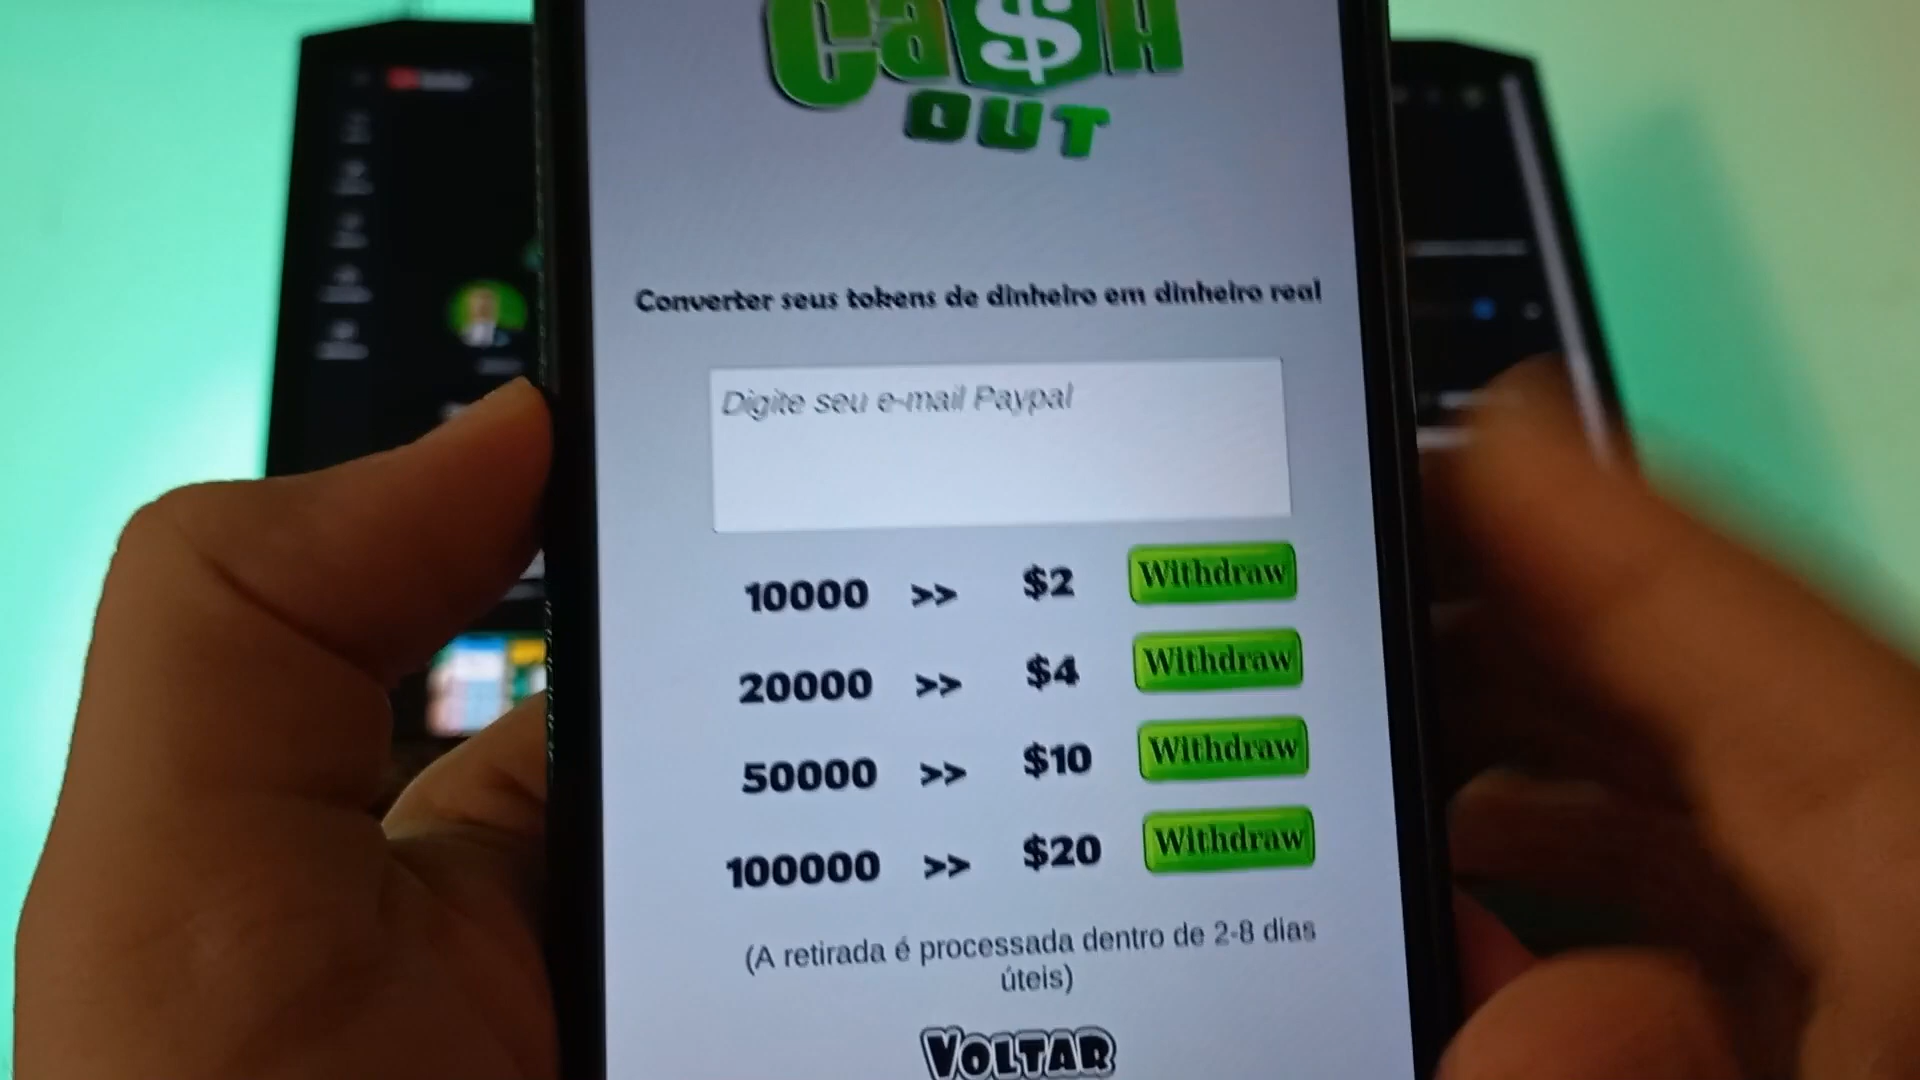 Ca$H
OUT
Converter seus tokens de dinheiro em dinheiro real
Digite seu e-mail Paypal
10000 >> $2 Withdraw
20000 >> $4 Withdraw
50000 >> $10 Withdraw
100000 >> $20 Withdraw
(A retirada é processada dentro de 2-8 dias
úteis)
VOLTAR